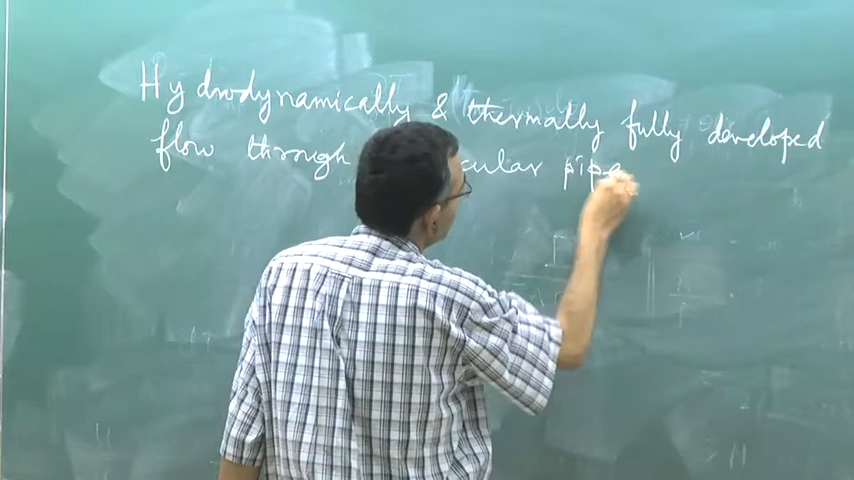 Hydrodynamically & thermally fully developed
flow through cular pipe